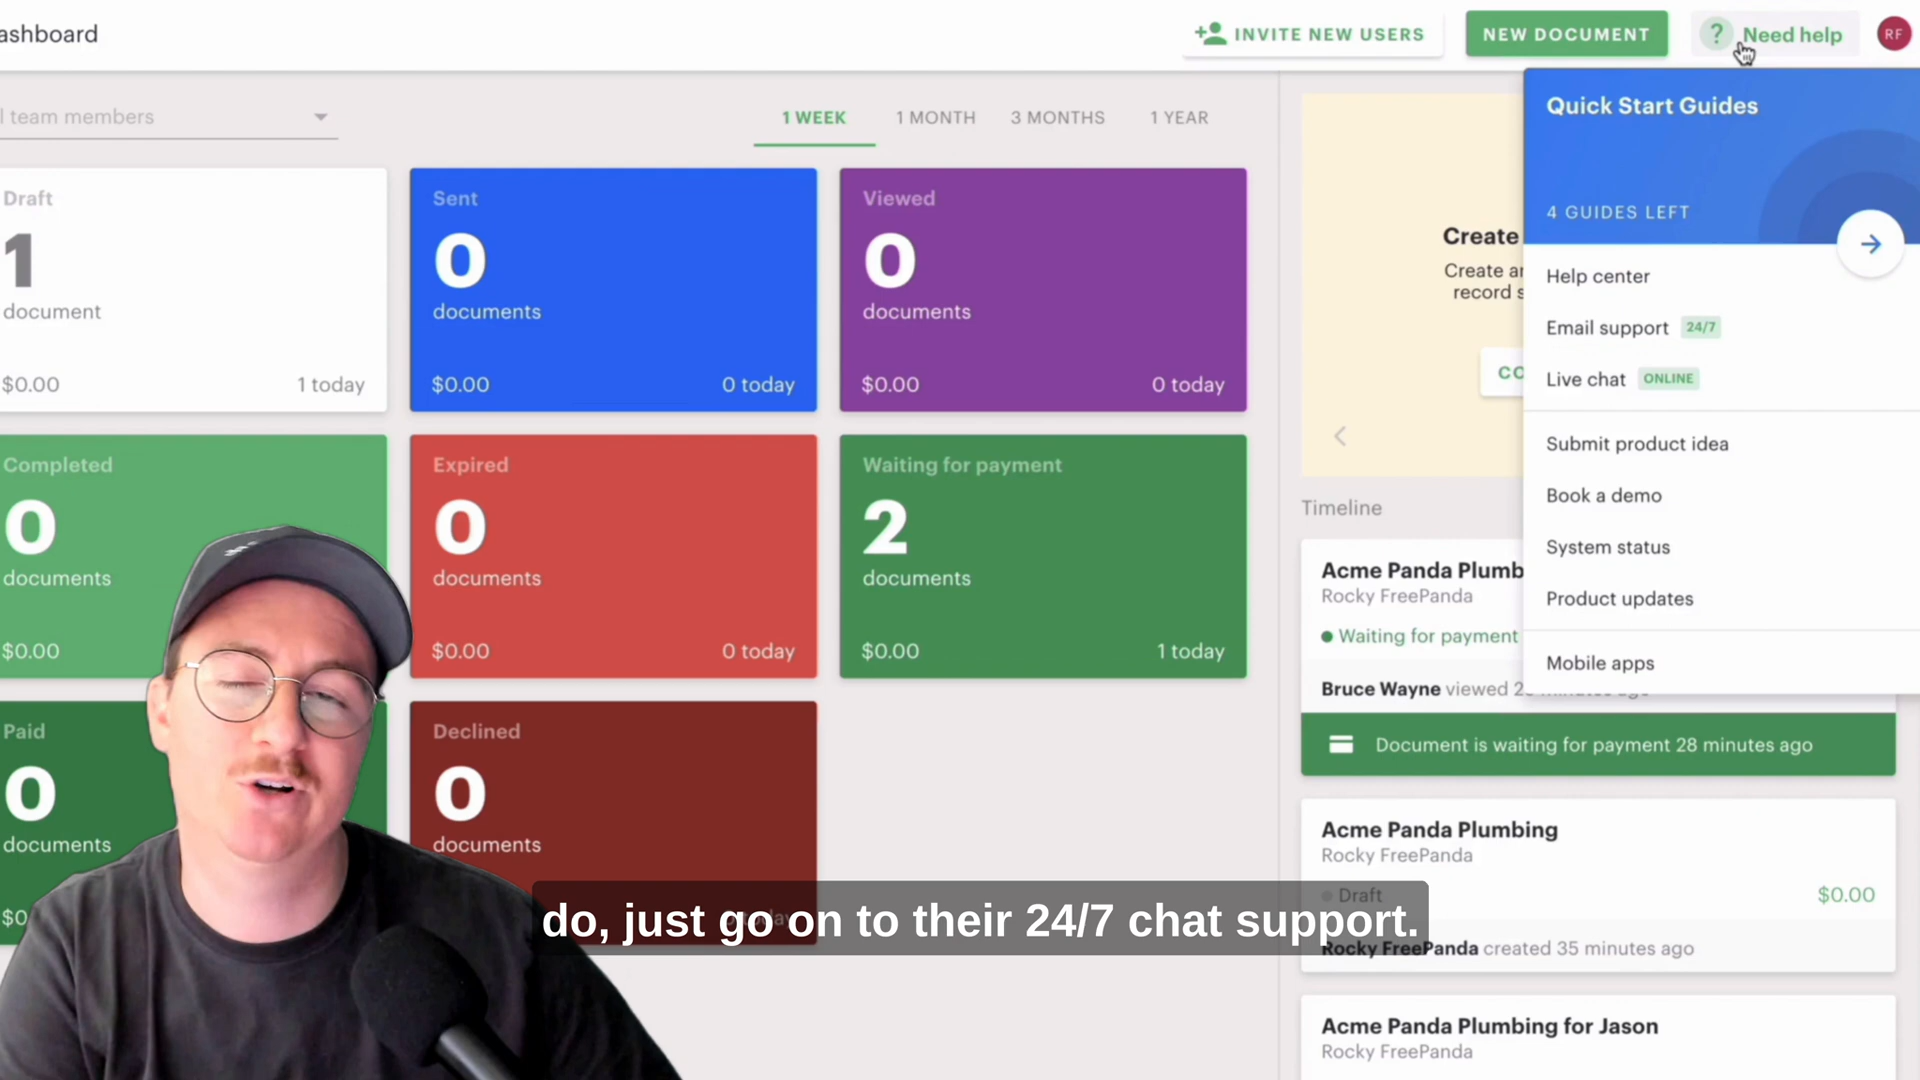 ashboard
INVITE NEW USERS
NEW DOCUMENT
? Need help
RF
l team members
1 WEEK
1 MONTH
3 MONTHS
1 YEAR
Quick Start Guides
4 GUIDES LEFT
Help center
Email support 24/7
Live chat ONLINE
Submit product idea
Book a demo
System status
Product updates
Mobile apps
Draft
1
document
$0.00 1 today
Sent
0
documents
$0.00 0 today
Viewed
0
documents
$0.00 0 today
Completed
0
documents
$0.00
Expired
0
documents
$0.00 0 today
Waiting for payment
2
documents
$0.00 1 today
Paid
0
documents
$0
Declined
0
documents
Create
Create
record
CO
Timeline
Acme Panda Plumb
Rocky FreePanda
Waiting for payment
Bruce Wayne viewed 2 minutes ago
Document is waiting for payment 28 minutes ago
Acme Panda Plumbing
Rocky FreePanda
Draft $0.00
Rocky FreePanda created 35 minutes ago
Acme Panda Plumbing for Jason
Rocky FreePanda
do, just go on to their 24/7 chat support.